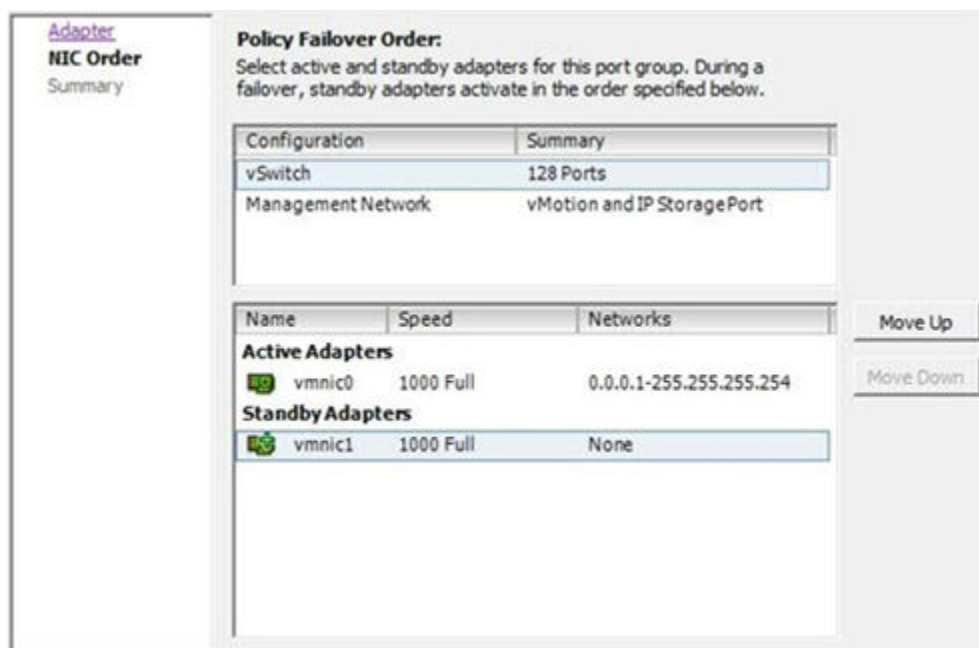 Adapter
NIC Order
Summary
Policy Failover Order:
Select active and standby adapters for this port group. During a
failover, standby adapters activate in the order specified below.
Configuration Summary
vSwitch 128 Ports
Management Network vMotion and IP StoragePort
Name Speed Networks
Active Adapters
vmnic0 1000 Full 0.0.0.1-255.255.255.254
Standby Adapters
vmnic1 1000 Full None
Move Up
Move Down